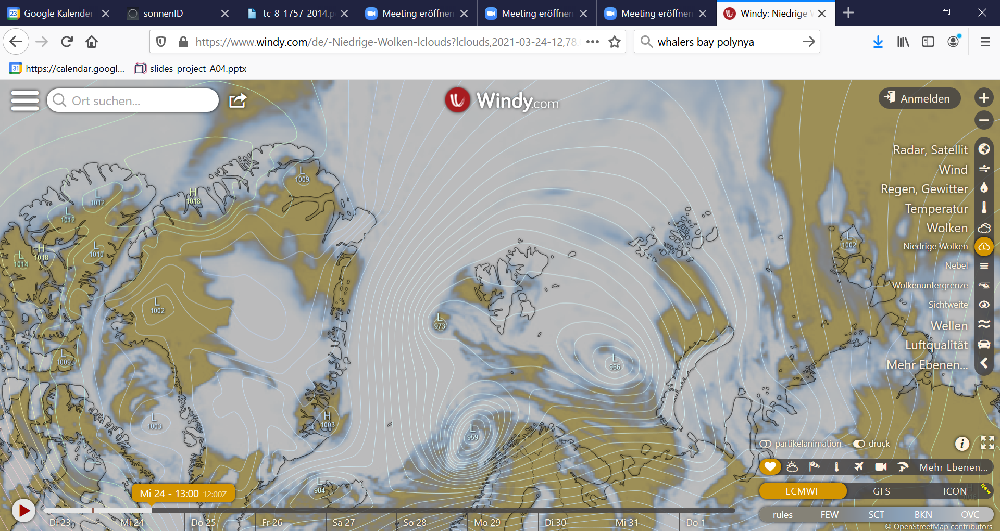 Google Kalender
sonnenID
tc-8-1757-2014.p
Meeting eröffnen
Meeting eröffnen
Meeting eröffnen
Windy: Niedrige W
https://www.windy.com/de/-Niedrige-Wolken-lclouds?lclouds,2021-03-24-12,78.
whalers bay polynya
31
https://calendar.googl...
slides_project_A04.pptx
Ort suchen...
Windy.com
Anmelden
Radar, Satellit
Wind
Regen, Gewitter
Temperatur
Wolken
Niedrige Wolken
Nebel
Wolkenuntergrenze
Sichtweite
Wellen
Luftqualität
Mehr Ebenen...
L
1009
L
1012
H
1018
L
1012
L
1010
H
1018
L
1014
L
1002
L
1002
L
973
L
966
L
1009
L
1003
H
1003
L
959
L
984
partikelanimation
druck
Mehr Ebenen...
ECMWF
GFS
ICON
New
rules
FEW
SCT
BKN
OVC
Mi 24 - 13:00 12:00Z
Di 23
Mi 24
Do 25
Fr 26
Sa 27
So 28
Mo 29
Di 30
Mi 31
Do 1
© OpenStreetMap contributors